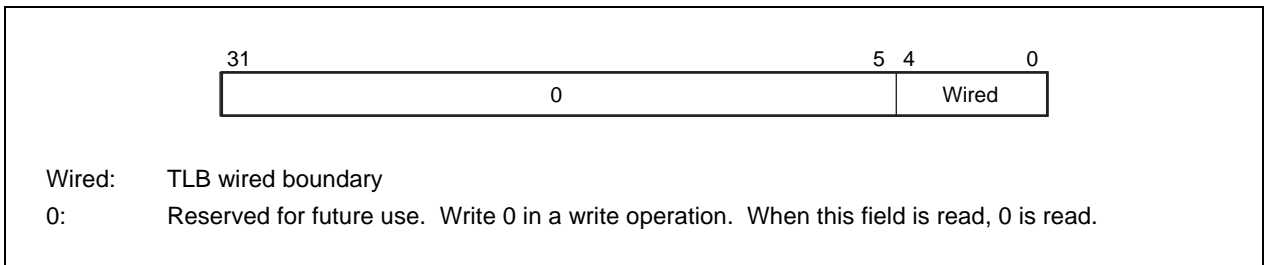 31 5 4 0
0 Wired
Wired: TLB wired boundary
0: Reserved for future use. Write 0 in a write operation. When this field is read, 0 is read.